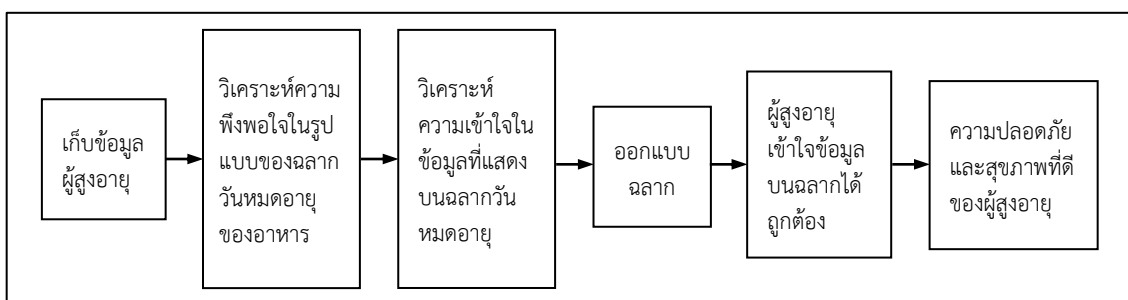 เก็บข้อมูล
ผู้สูงอายุ
วิเคราะห์ความ
พึงพอใจในรูป
แบบของฉลาก
วันหมดอายุ
ของอาหาร
วิเคราะห์
ความเข้าใจใน
ข้อมูลที่แสดง
บนฉลากวัน
หมดอายุ
ออกแบบ
ฉลาก
ผู้สูงอายุ
เข้าใจข้อมูล
บนฉลากได้
ถูกต้อง
ความปลอดภัย
และสุขภาพที่ดี
ของผู้สูงอายุ